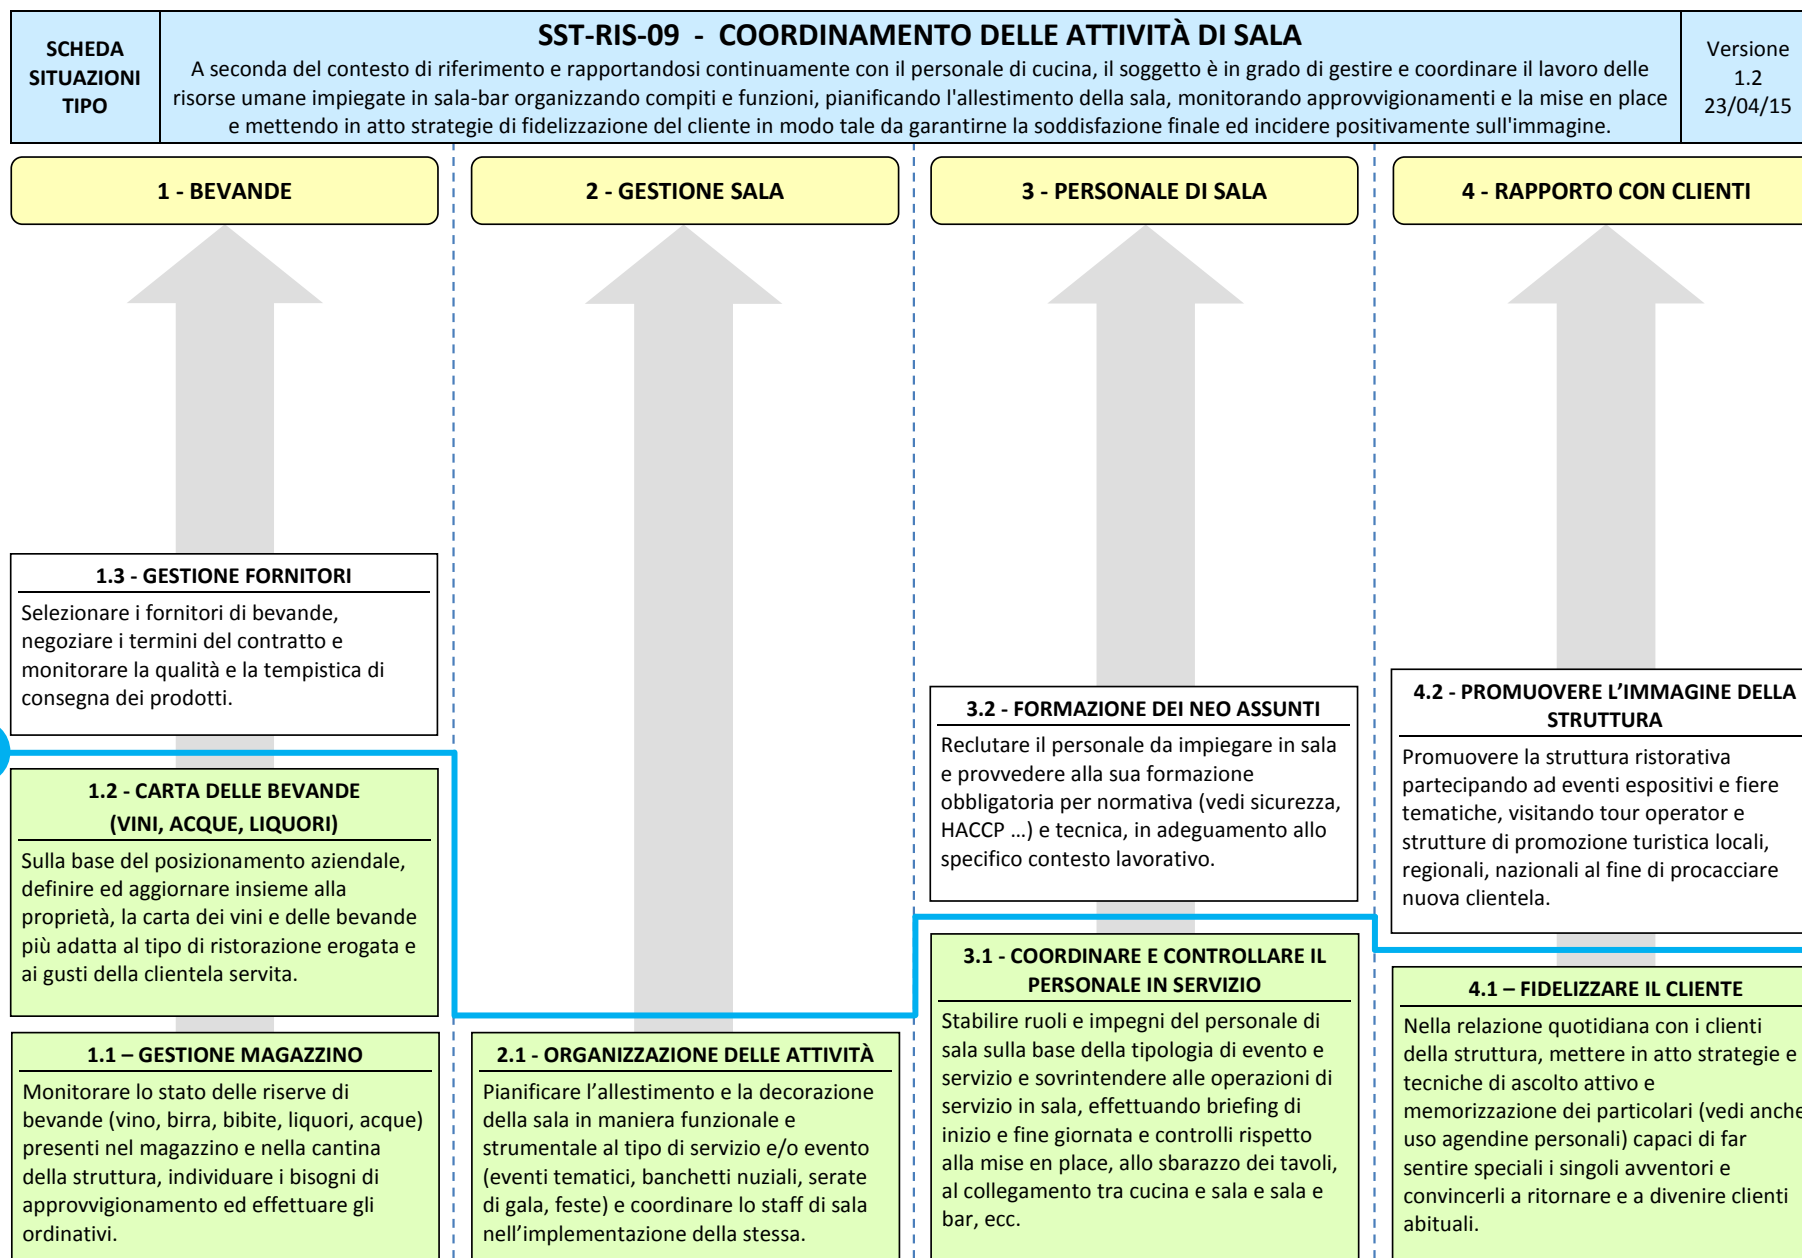 SCHEDA
SITUAZIONI
TIPO
SST-RIS-09 - COORDINAMENTO DELLE ATTIVITÀ DI SALA
A seconda del contesto di riferimento e rapportandosi continuamente con il personale di cucina, il soggetto è in grado di gestire e coordinare il lavoro delle
risorse umane impiegate in sala-bar organizzando compiti e funzioni, pianificando l'allestimento della sala, monitorando approvvigionamenti e la mise en place
e mettendo in atto strategie di fidelizzazione del cliente in modo tale da garantirne la soddisfazione finale ed incidere positivamente sull'immagine.
Versione
1.2
23/04/15
1 - BEVANDE
2 - GESTIONE SALA
3 - PERSONALE DI SALA
4 - RAPPORTO CON CLIENTI
1.3 - GESTIONE FORNITORI
Selezionare i fornitori di bevande,
negoziare i termini del contratto e
monitorare la qualità e la tempistica di
consegna dei prodotti.
1.2 - CARTA DELLE BEVANDE
(VINI, ACQUE, LIQUORI)
Sulla base del posizionamento aziendale,
definire ed aggiornare insieme alla
proprietà, la carta dei vini e delle bevande
più adatta al tipo di ristorazione erogata e
ai gusti della clientela servita.
1.1 – GESTIONE MAGAZZINO
Monitorare lo stato delle riserve di
bevande (vino, birra, bibite, liquori, acque)
presenti nel magazzino e nella cantina
della struttura, individuare i bisogni di
approvvigionamento ed effettuare gli
ordinativi.
2.1 - ORGANIZZAZIONE DELLE ATTIVITÀ
Pianificare l’allestimento e la decorazione
della sala in maniera funzionale e
strumentale al tipo di servizio e/o evento
(eventi tematici, banchetti nuziali, serate
di gala, feste) e coordinare lo staff di sala
nell’implementazione della stessa.
3.2 - FORMAZIONE DEI NEO ASSUNTI
Reclutare il personale da impiegare in sala
e provvedere alla sua formazione
obbligatoria per normativa (vedi sicurezza,
HACCP …) e tecnica, in adeguamento allo
specifico contesto lavorativo.
3.1 - COORDINARE E CONTROLLARE IL
PERSONALE IN SERVIZIO
Stabilire ruoli e impegni del personale di
sala sulla base della tipologia di evento e
servizio e sovrintendere alle operazioni di
servizio in sala, effettuando briefing di
inizio e fine giornata e controlli rispetto
alla mise en place, allo sbarazzo dei tavoli,
al collegamento tra cucina e sala e sala e
bar, ecc.
4.2 - PROMUOVERE L’IMMAGINE DELLA
STRUTTURA
Promuovere la struttura ristorativa
partecipando ad eventi espositivi e fiere
tematiche, visitando tour operator e
strutture di promozione turistica locali,
regionali, nazionali al fine di procacciare
nuova clientela.
4.1 – FIDELIZZARE IL CLIENTE
Nella relazione quotidiana con i clienti
della struttura, mettere in atto strategie e
tecniche di ascolto attivo e
memorizzazione dei particolari (vedi anche
uso agendine personali) capaci di far
sentire speciali i singoli avventori e
convincerli a ritornare e a divenire clienti
abituali.